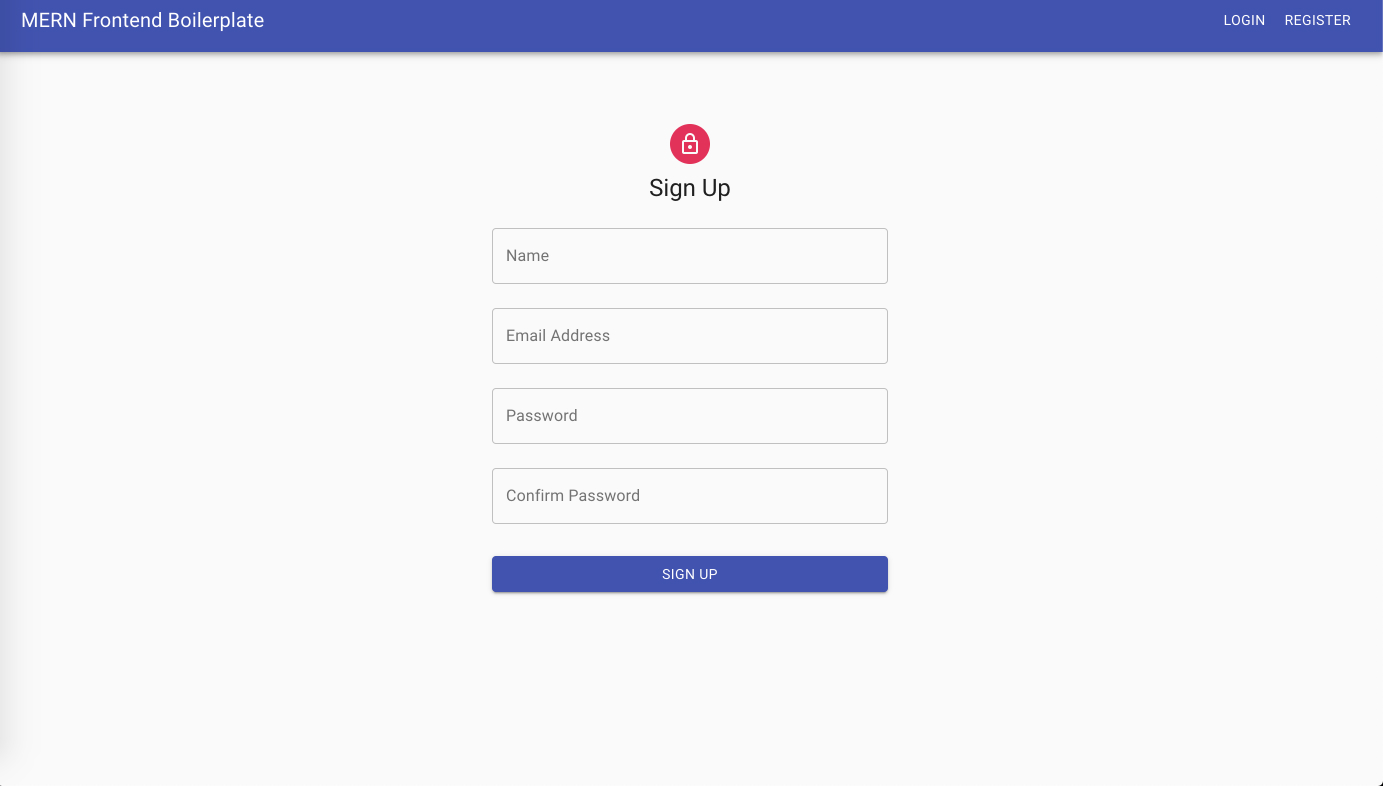 MERN Frontend Boilerplate
LOGIN REGISTER
Sign Up
Name
Email Address
Password
Confirm Password
SIGN UP